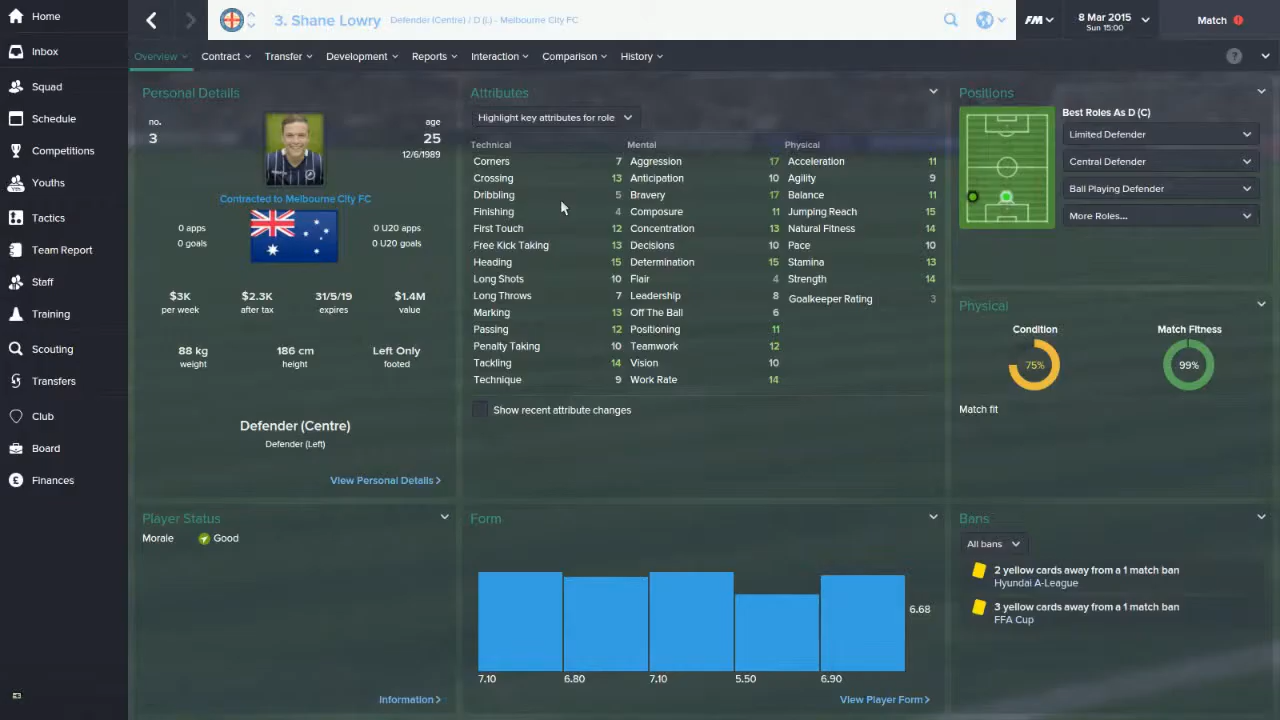 Home
3. Shane Lowry
Defender (Centre) / D (L) - Melbourne City FC
FM
8 Mar 2015
Sun 15:00
Match
Inbox
Squad
Schedule
Competitions
Youths
Tactics
Team Report
Staff
Training
Scouting
Transfers
Club
Board
Finances
Overview
Contract
Transfer
Development
Reports
Interaction
Comparison
History
?
Personal Details
no.
3
age
25
12/6/1989
Contracted to Melbourne City FC
0 apps
0 goals
0 U20 apps
0 U20 goals
$3K
per week
$2.3K
after tax
31/5/19
expires
$1.4M
value
88 kg
weight
186 cm
height
Left Only
footed
Defender (Centre)
Defender (Left)
View Personal Details >
Attributes
Highlight key attributes for role
Technical
Corners 7
Crossing 13
Dribbling 5
Finishing 4
First Touch 12
Free Kick Taking 13
Heading 15
Long Shots 10
Long Throws 7
Marking 13
Passing 12
Penalty Taking 10
Tackling 14
Technique 9
Mental
Aggression 17
Anticipation 10
Bravery 17
Composure 11
Concentration 13
Decisions 10
Determination 15
Flair 4
Leadership 8
Off The Ball 6
Positioning 11
Teamwork 12
Vision 10
Work Rate 14
Physical
Acceleration 11
Agility 9
Balance 11
Jumping Reach 15
Natural Fitness 14
Pace 10
Stamina 13
Strength 14
Goalkeeper Rating 3
Show recent attribute changes
Positions
Best Roles As D (C)
Limited Defender
Central Defender
Ball Playing Defender
More Roles...
Physical
Condition
75%
Match Fitness
99%
Match fit
Player Status
Morale Good
Information >
Form
6.68
7.10 6.80 7.10 5.50 6.90
View Player Form >
Bans
All bans
2 yellow cards away from a 1 match ban
Hyundai A-League
3 yellow cards away from a 1 match ban
FFA Cup